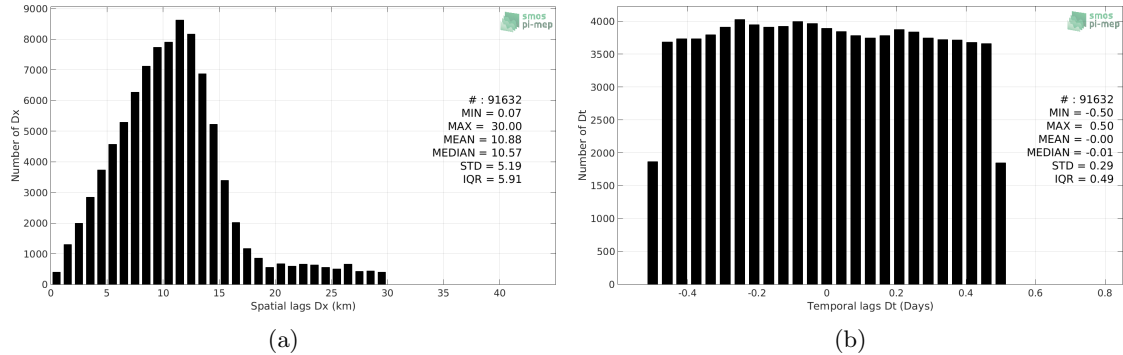 9000
8000
7000
6000
5000
4000
3000
2000
1000
0
Number of Dx
smos
pi-mep
# : 91632
MIN = 0.07
MAX = 30.00
MEAN = 10.88
MEDIAN = 10.57
STD = 5.19
IQR = 5.91
0 5 10 15 20 25 30 35 40
Spatial lags Dx (km)
(a)
4000
3500
3000
2500
2000
1500
1000
500
0
Number of Dt
smos
pi-mep
# : 91632
MIN = -0.50
MAX = 0.50
MEAN = -0.00
MEDIAN = -0.01
STD = 0.29
IQR = 0.49
-0.4 -0.2 0 0.2 0.4 0.6 0.8
Temporal lags Dt (Days)
(b)